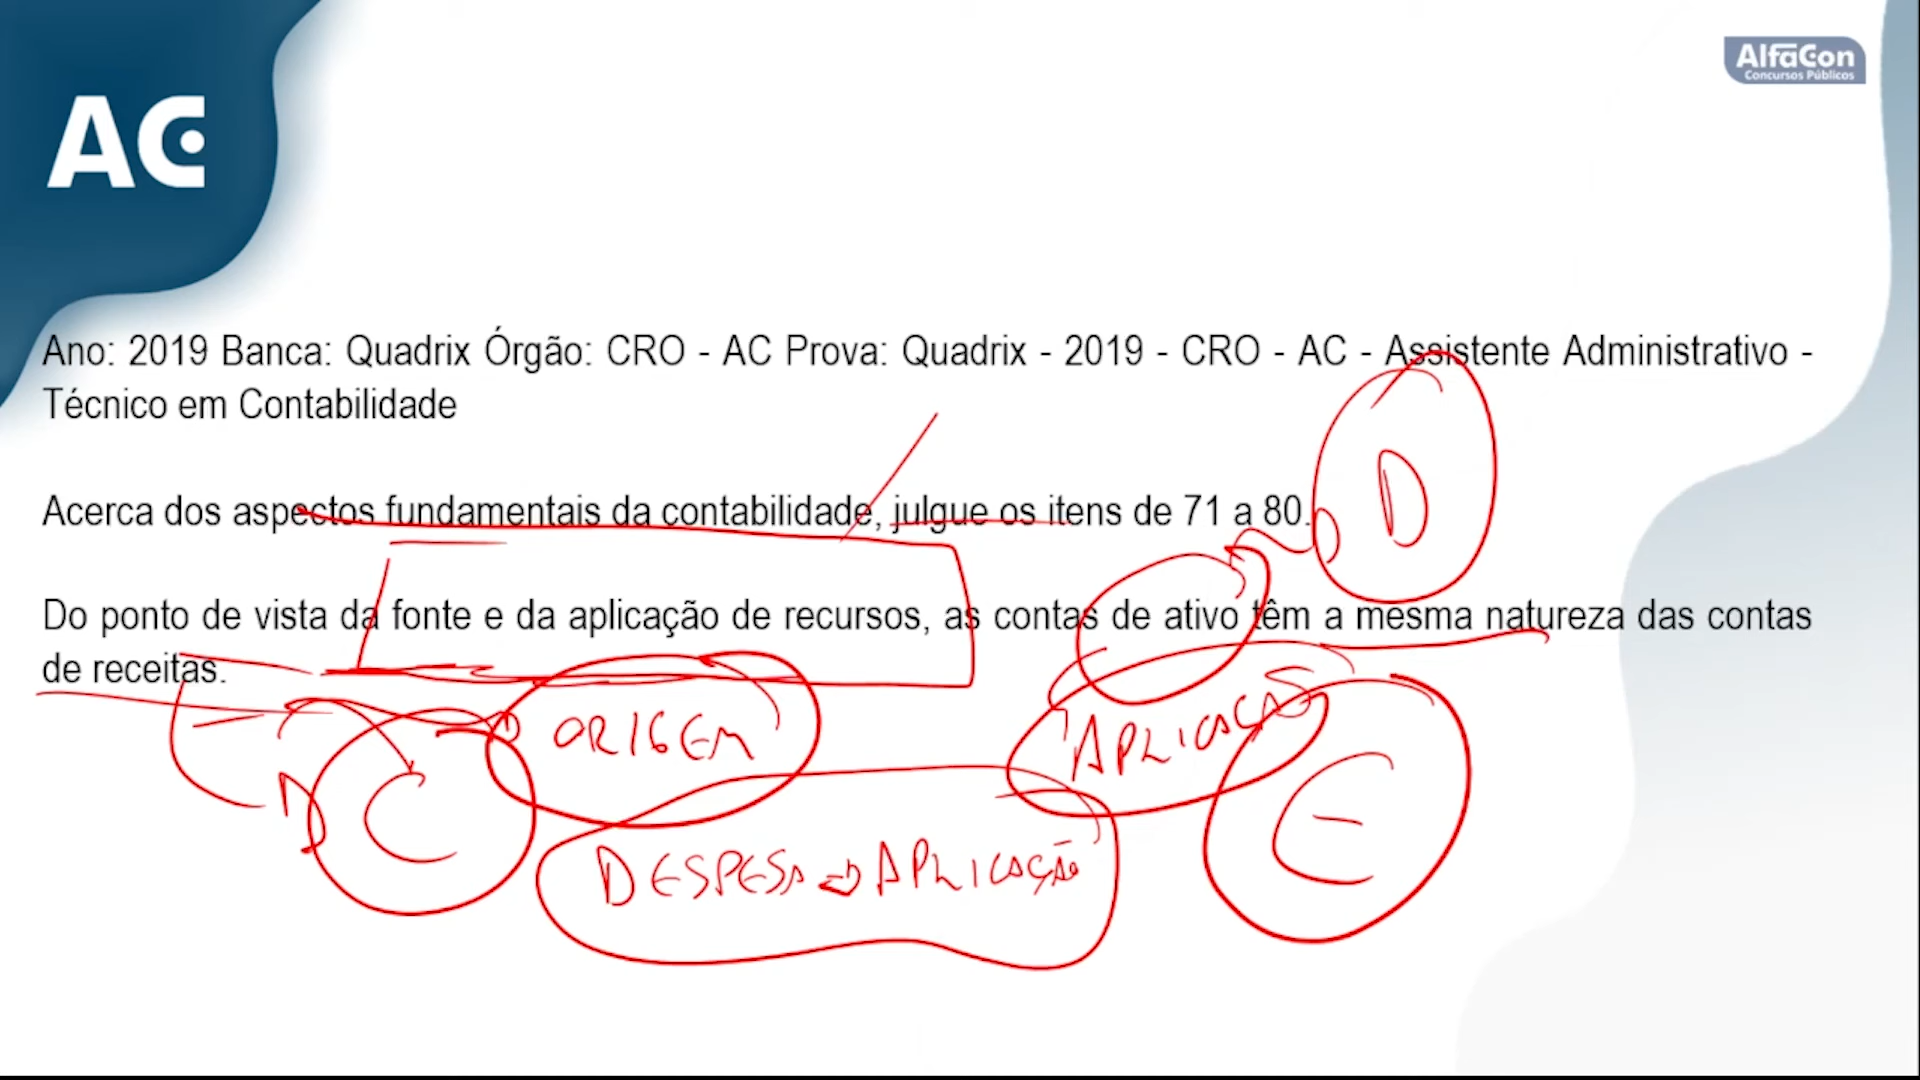 AC
AlfaCon
Concursos Públicos
Ano: 2019 Banca: Quadrix Órgão: CRO - AC Prova: Quadrix - 2019 - CRO - AC - Assistente Administrativo -
Técnico em Contabilidade
D
Acerca dos aspectos fundamentais da contabilidade, julgue os itens de 71 a 80.
Do ponto de vista da fonte e da aplicação de recursos, as contas de ativo têm a mesma natureza das contas
de receitas.
ORIGEM
APLICAÇÃO
C
DESPESA APLICAÇÃO